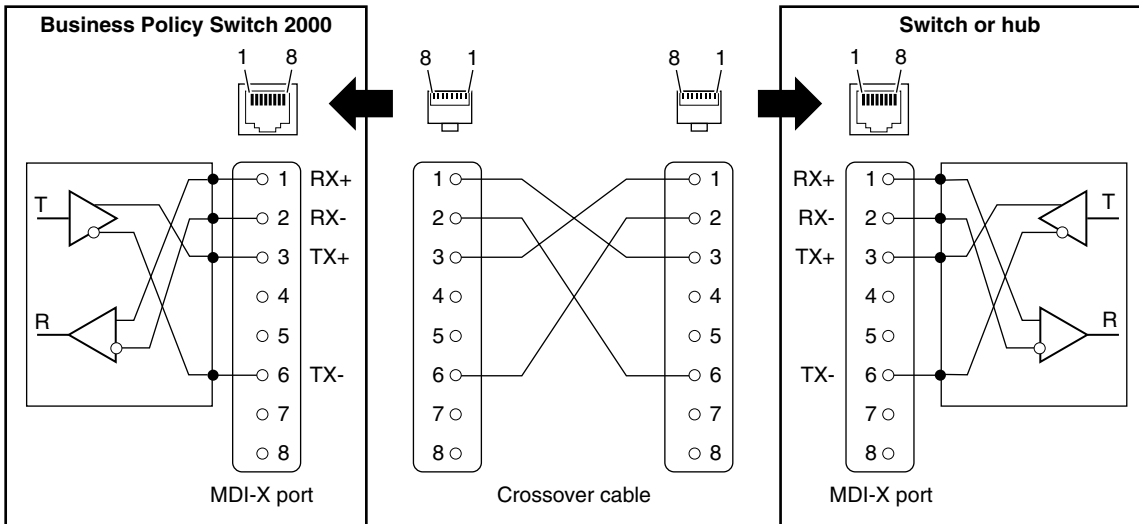 Business Policy Switch 2000
Switch or hub
1 8
8 1
8 1
1 8
T
R
1 RX+
2 RX-
3 TX+
4
5
6 TX-
7
8
1
2
3
4
5
6
7
8
1
2
3
4
5
6
7
8
RX+ 1
RX- 2
TX+ 3
4
5
TX- 6
7
8
T
R
MDI-X port
Crossover cable
MDI-X port